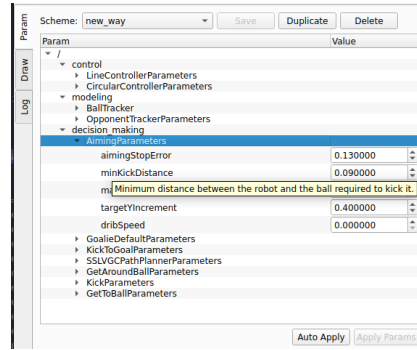 Param
Draw
Log
Scheme: new_way Save Duplicate Delete
Param Value
/
control
LineControllerParameters
CircularControllerParameters
modeling
BallTracker
OpponentTrackerParameters
decision_making
AimingParameters
aimingStopError 0.130000
minKickDistance 0.090000
Minimum distance between the robot and the ball required to kick it.
targetYIncrement 0.400000
dribSpeed 0.000000
GoalieDefaultParameters
KickToGoalParameters
SSLVGCPathPlannerParameters
GetAroundBallParameters
KickParameters
GetToBallParameters
Auto Apply Apply Params